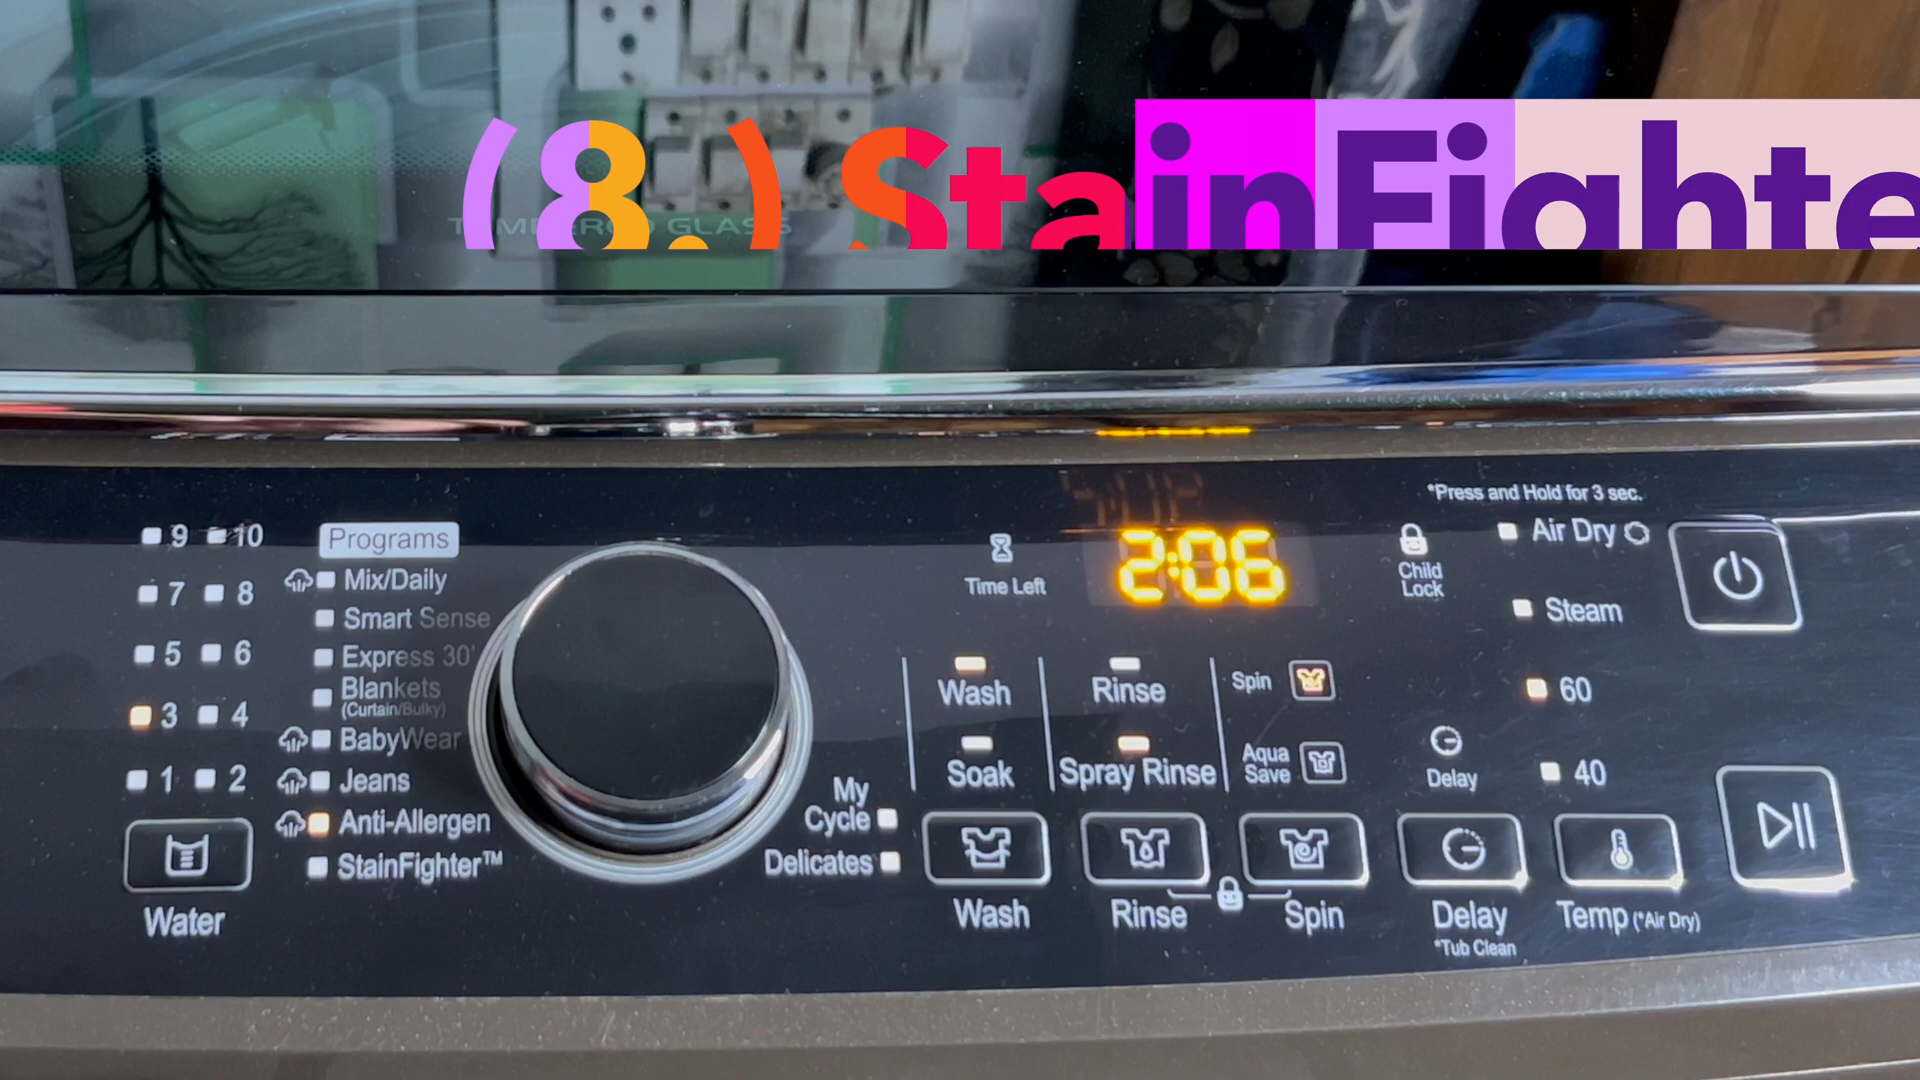 (8.) StainFighte
TEMPERED GLASS
*Press and Hold for 3 sec.
9 10
Programs
Mix/Daily
Smart Sense
Express 30'
Blankets
(Curtain/Bulky)
BabyWear
Jeans
Anti-Allergen
StainFighter™
7 8
5 6
3 4
1 2
Water
My
Cycle
Delicates
Time Left
2:06
Child
Lock
Air Dry
Steam
60
40
Wash
Rinse
Spin
Soak
Spray Rinse
Aqua
Save
Delay
Wash
Rinse
Spin
Delay
*Tub Clean
Temp (*Air Dry)